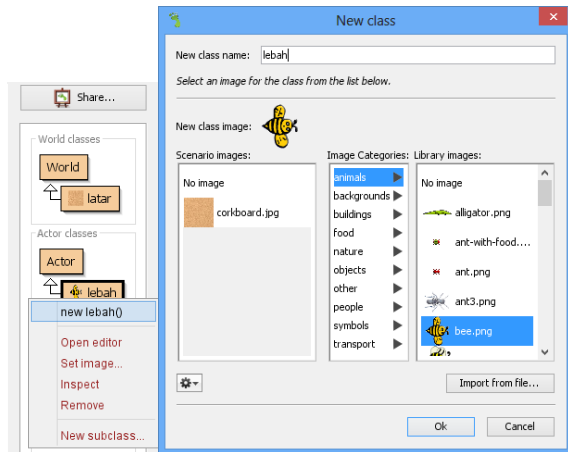 Share...
World classes
World
latar
Actor classes
Actor
lebah
new lebah()
Open editor
Set image...
Inspect
Remove
New subclass...
New class
x
New class name: lebah
Select an image for the class from the list below.
New class image:
Scenario images:
No image
corkboard.jpg
Image Categories:
animals
backgrounds
buildings
food
nature
objects
other
people
symbols
transport
Library images:
No image
alligator.png
ant-with-food....
ant.png
ant3.png
bee.png
Import from file...
Ok
Cancel